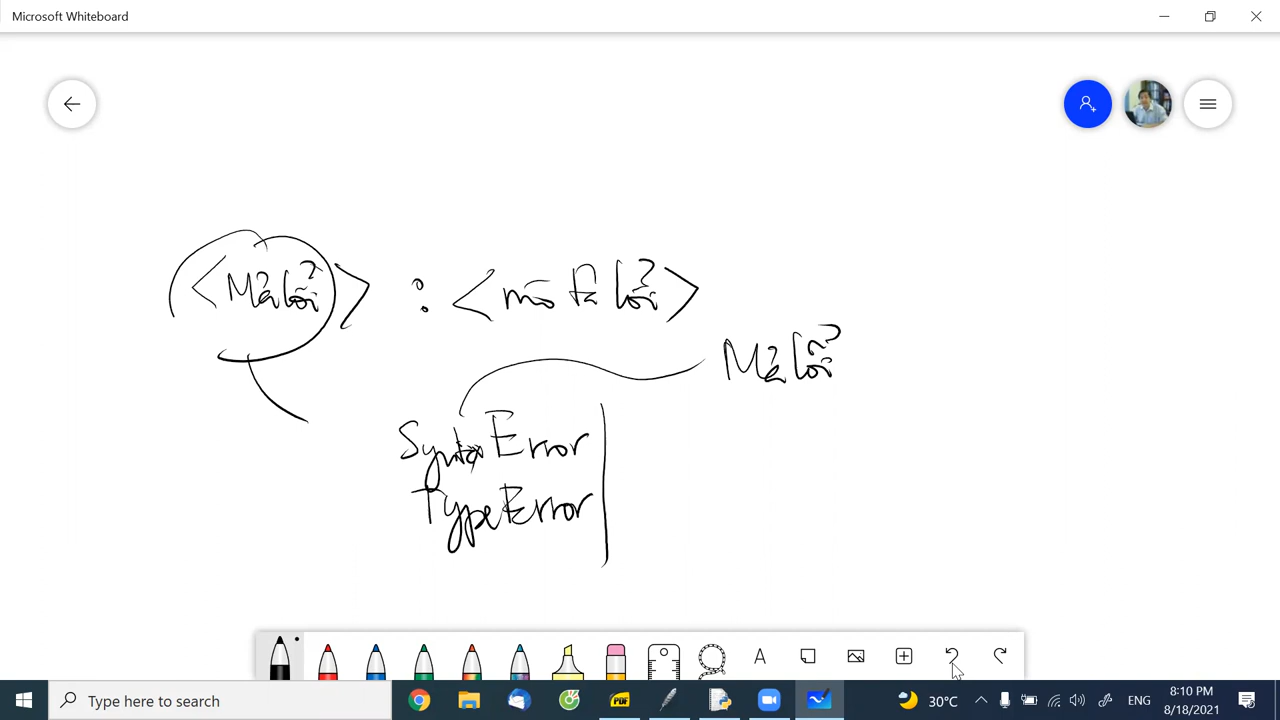 Microsoft Whiteboard
<Mã lỗi> : <mô tả lỗi>
Mã lỗi
SyntaxError
TypeError
A
Type here to search
PDF
30°C
ENG
8:10 PM
8/18/2021